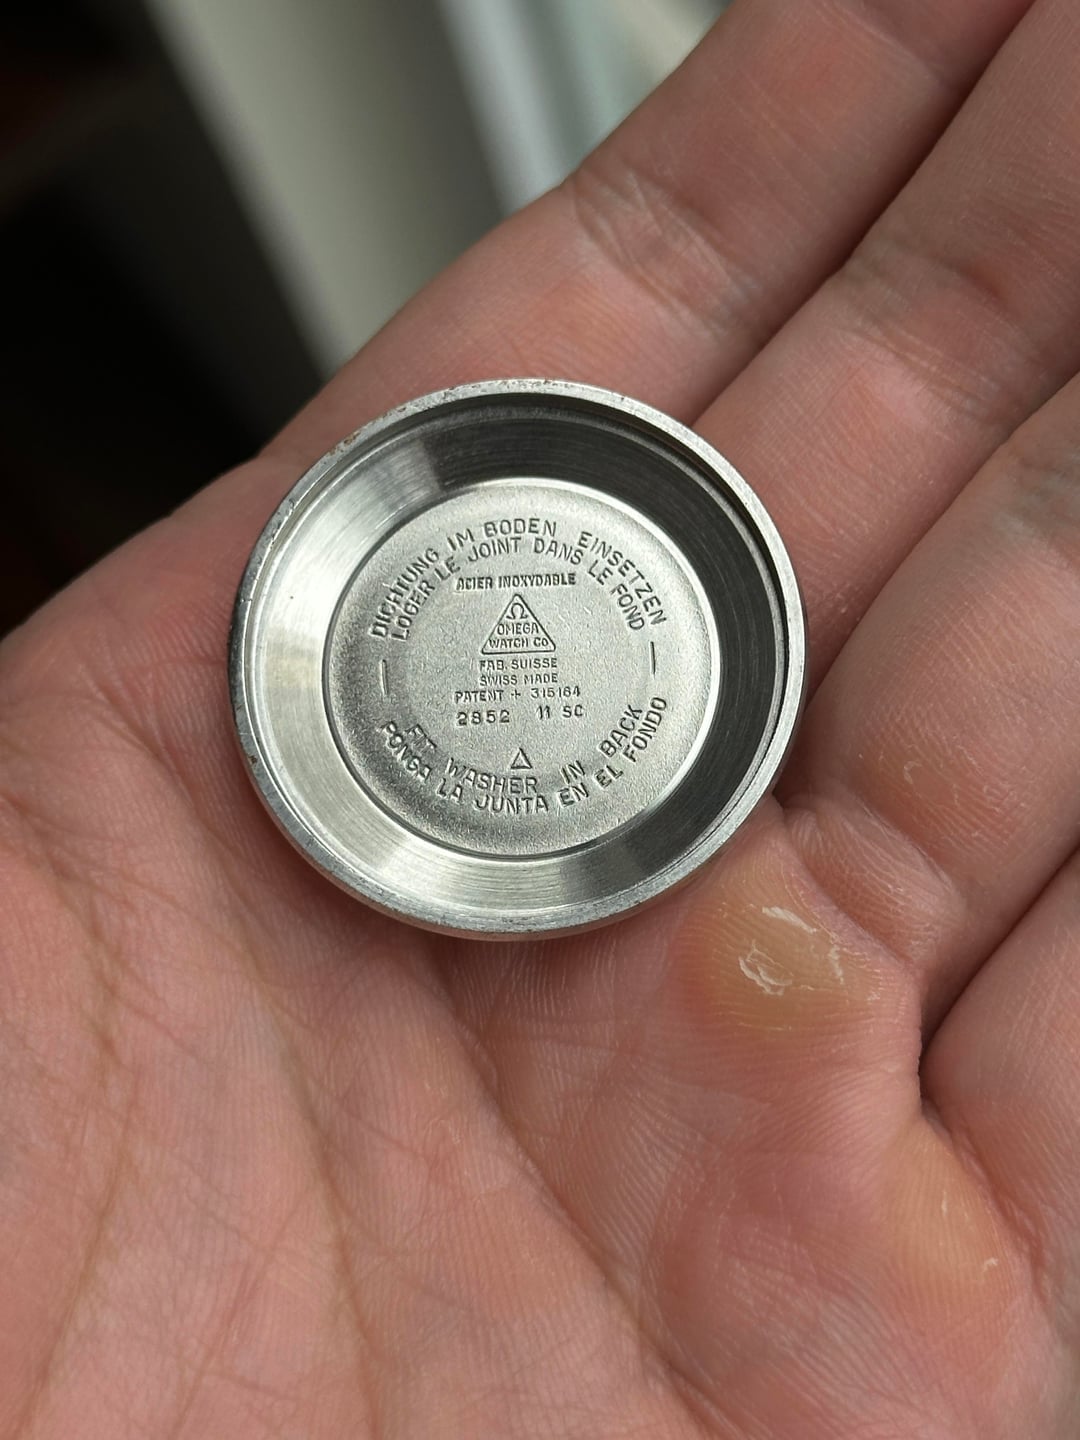 DICHTUNG IM BODEN EINSETZEN
LOGER LE JOINT DANS LE FOND
ACIER INOXYDABLE
Ω
OMEGA
WATCH CO
FAB. SUISSE
SWISS MADE
PATENT + 315164
2852 11 SC
FIT WASHER IN BACK
PONGA LA JUNTA EN EL FONDO